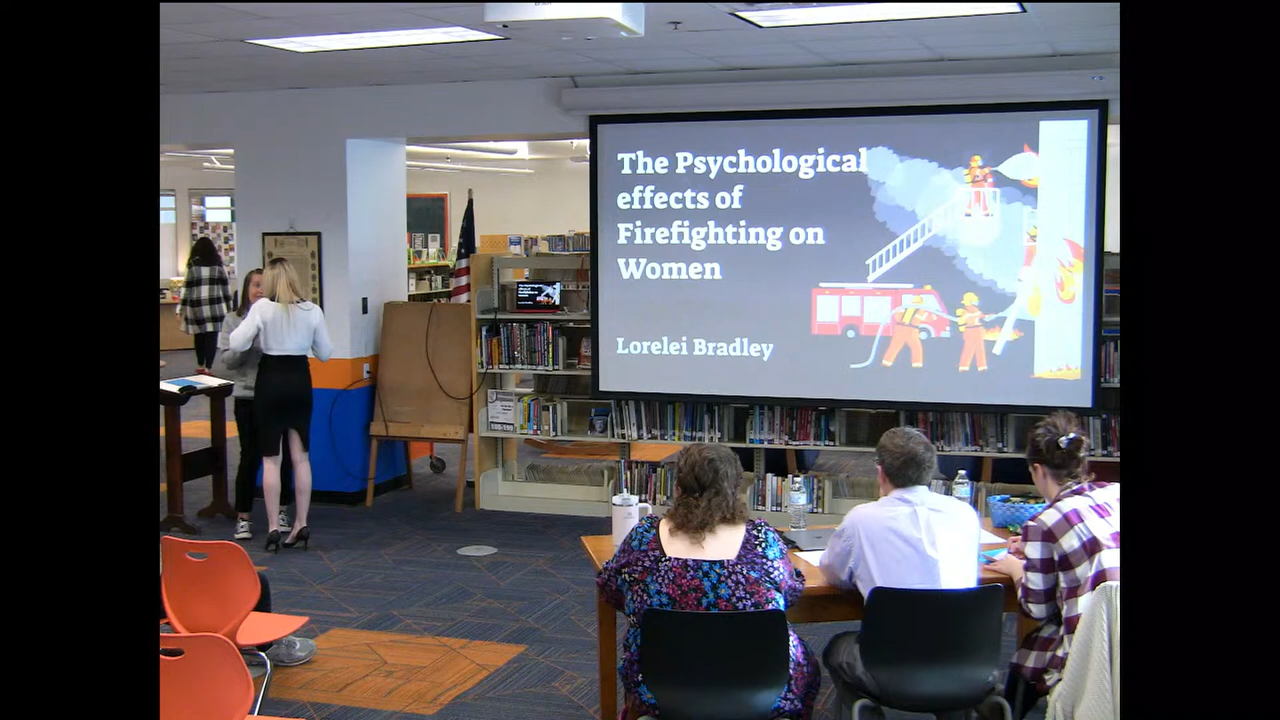 The Psychological
effects of
Firefighting on
Women
Lorelei Bradley